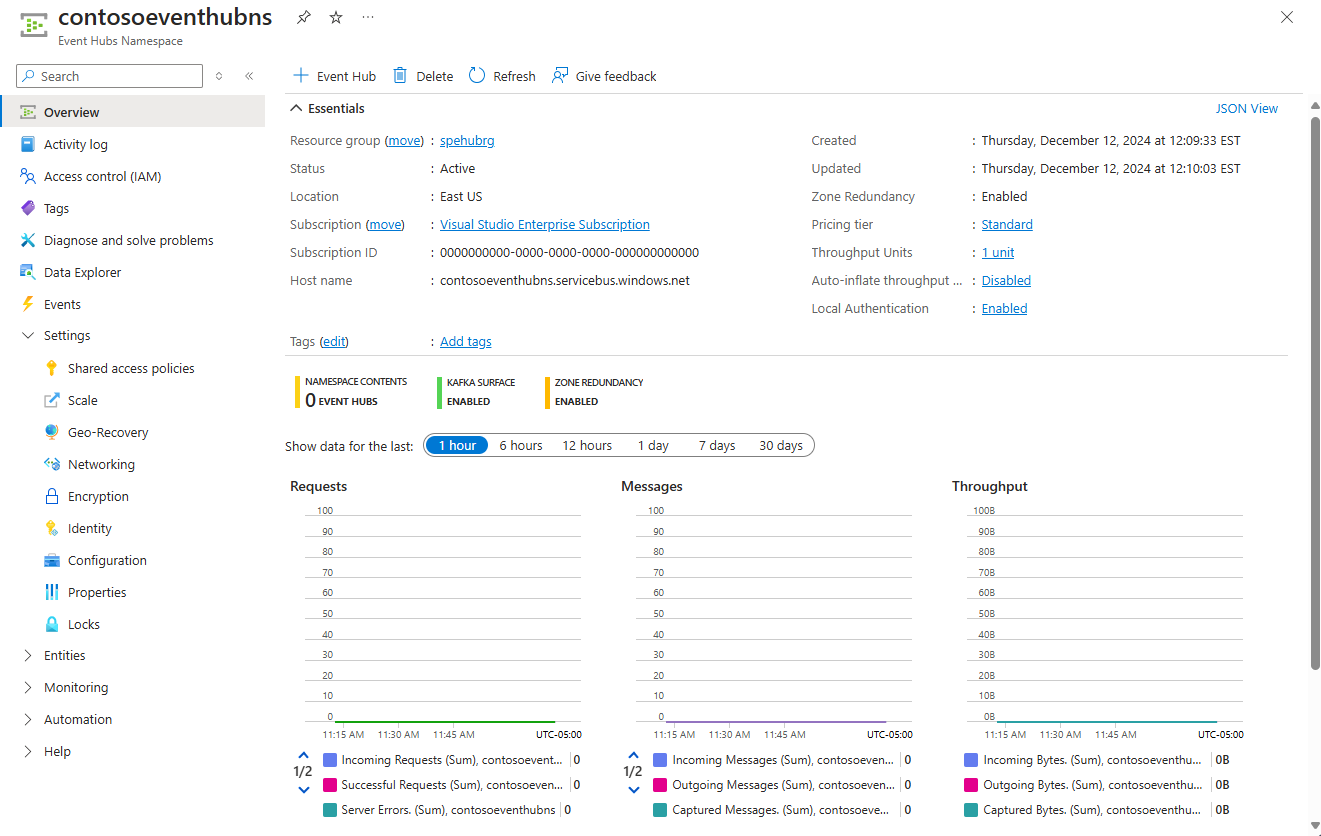 contosoeventhubns
Event Hubs Namespace
Search
Overview
Activity log
Access control (IAM)
Tags
Diagnose and solve problems
Data Explorer
Events
Settings
Shared access policies
Scale
Geo-Recovery
Networking
Encryption
Identity
Configuration
Properties
Locks
Entities
Monitoring
Automation
Help
Event Hub Delete Refresh Give feedback
Essentials JSON View
Resource group (move) : spehubrg
Status : Active
Location : East US
Subscription (move) : Visual Studio Enterprise Subscription
Subscription ID : 0000000000-0000-0000-0000-000000000000
Host name : contosoeventhubns.servicebus.windows.net
Created : Thursday, December 12, 2024 at 12:09:33 EST
Updated : Thursday, December 12, 2024 at 12:10:03 EST
Zone Redundancy : Enabled
Pricing tier : Standard
Throughput Units : 1 unit
Auto-inflate throughput ... : Disabled
Local Authentication : Enabled
Tags (edit) : Add tags
NAMESPACE CONTENTS
0 EVENT HUBS
KAFKA SURFACE
ENABLED
ZONE REDUNDANCY
ENABLED
Show data for the last: 1 hour 6 hours 12 hours 1 day 7 days 30 days
Requests
100
90
80
70
60
50
40
30
20
10
0
11:15 AM 11:30 AM 11:45 AM UTC-05:00
1/2
Incoming Requests (Sum), contosoevent... 0
Successful Requests (Sum), contosoeven... 0
Server Errors. (Sum), contosoeventhubns 0
Messages
100
90
80
70
60
50
40
30
20
10
0
11:15 AM 11:30 AM 11:45 AM UTC-05:00
1/2
Incoming Messages (Sum), contosoeven... 0
Outgoing Messages (Sum), contosoeven... 0
Captured Messages. (Sum), contosoeve... 0
Throughput
100B
90B
80B
70B
60B
50B
40B
30B
20B
10B
0B
11:15 AM 11:30 AM 11:45 AM UTC-05:00
Incoming Bytes. (Sum), contosoeventhu... 0B
Outgoing Bytes. (Sum), contosoeventhu... 0B
Captured Bytes. (Sum), contosoeventhu... 0B